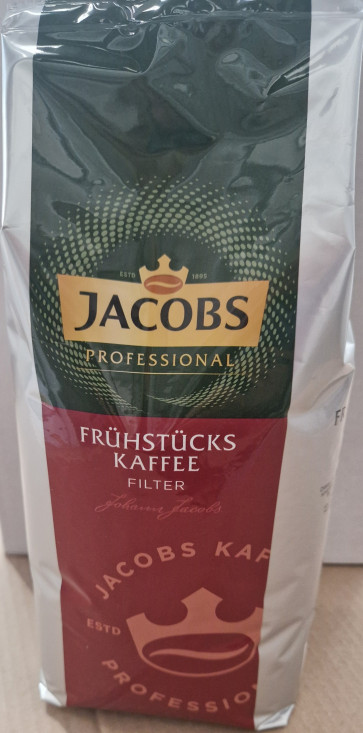 ESTD 1895
JACOBS
PROFESSIONAL
FRÜHSTÜCKS
KAFFEE
FILTER
Johann Jacobs
JACOBS KAF
ESTD
PROFESSIO